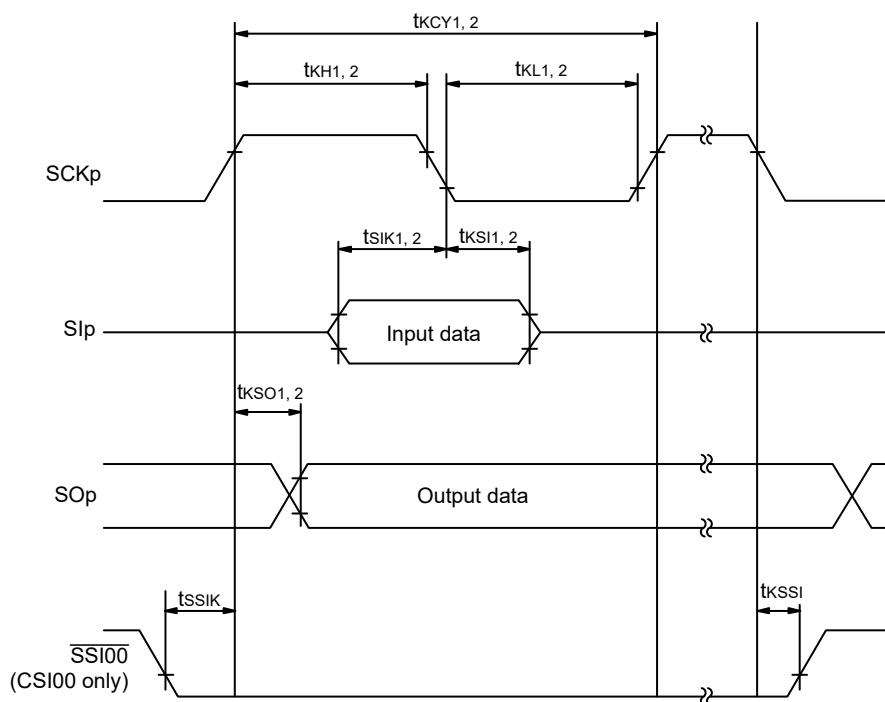 tKCY1, 2
tKH1, 2
tKL1, 2
SCKp
tSIK1, 2
tKSI1, 2
SIp
Input data
tKSO1, 2
SOp
Output data
tSSIK
tKSSI
SSI00
(CSI00 only)